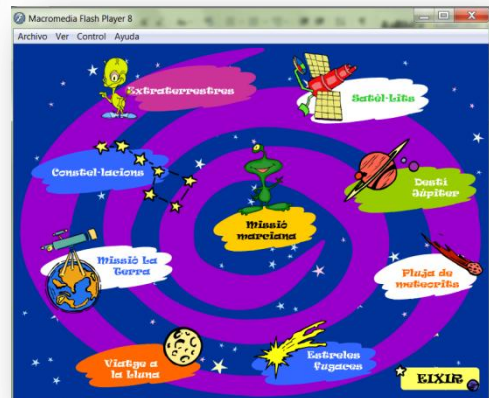 Macromedia Flash Player 8
Archivo Ver Control Ayuda
Extraterrestres
Satèl·lits
Constel·lacions
Missió
marciana
Destí
Júpiter
Missió La
Terra
Pluja de
meteorits
Viatge a
la Lluna
Estreles
fugaces
EIXIR